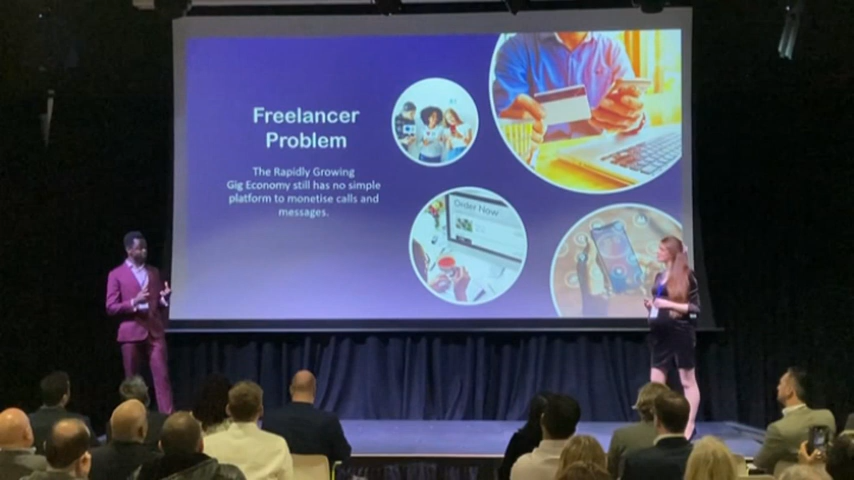 Freelancer
Problem
The Rapidly Growing
Gig Economy still has no simple
platform to monetise calls and
messages.
Order Now